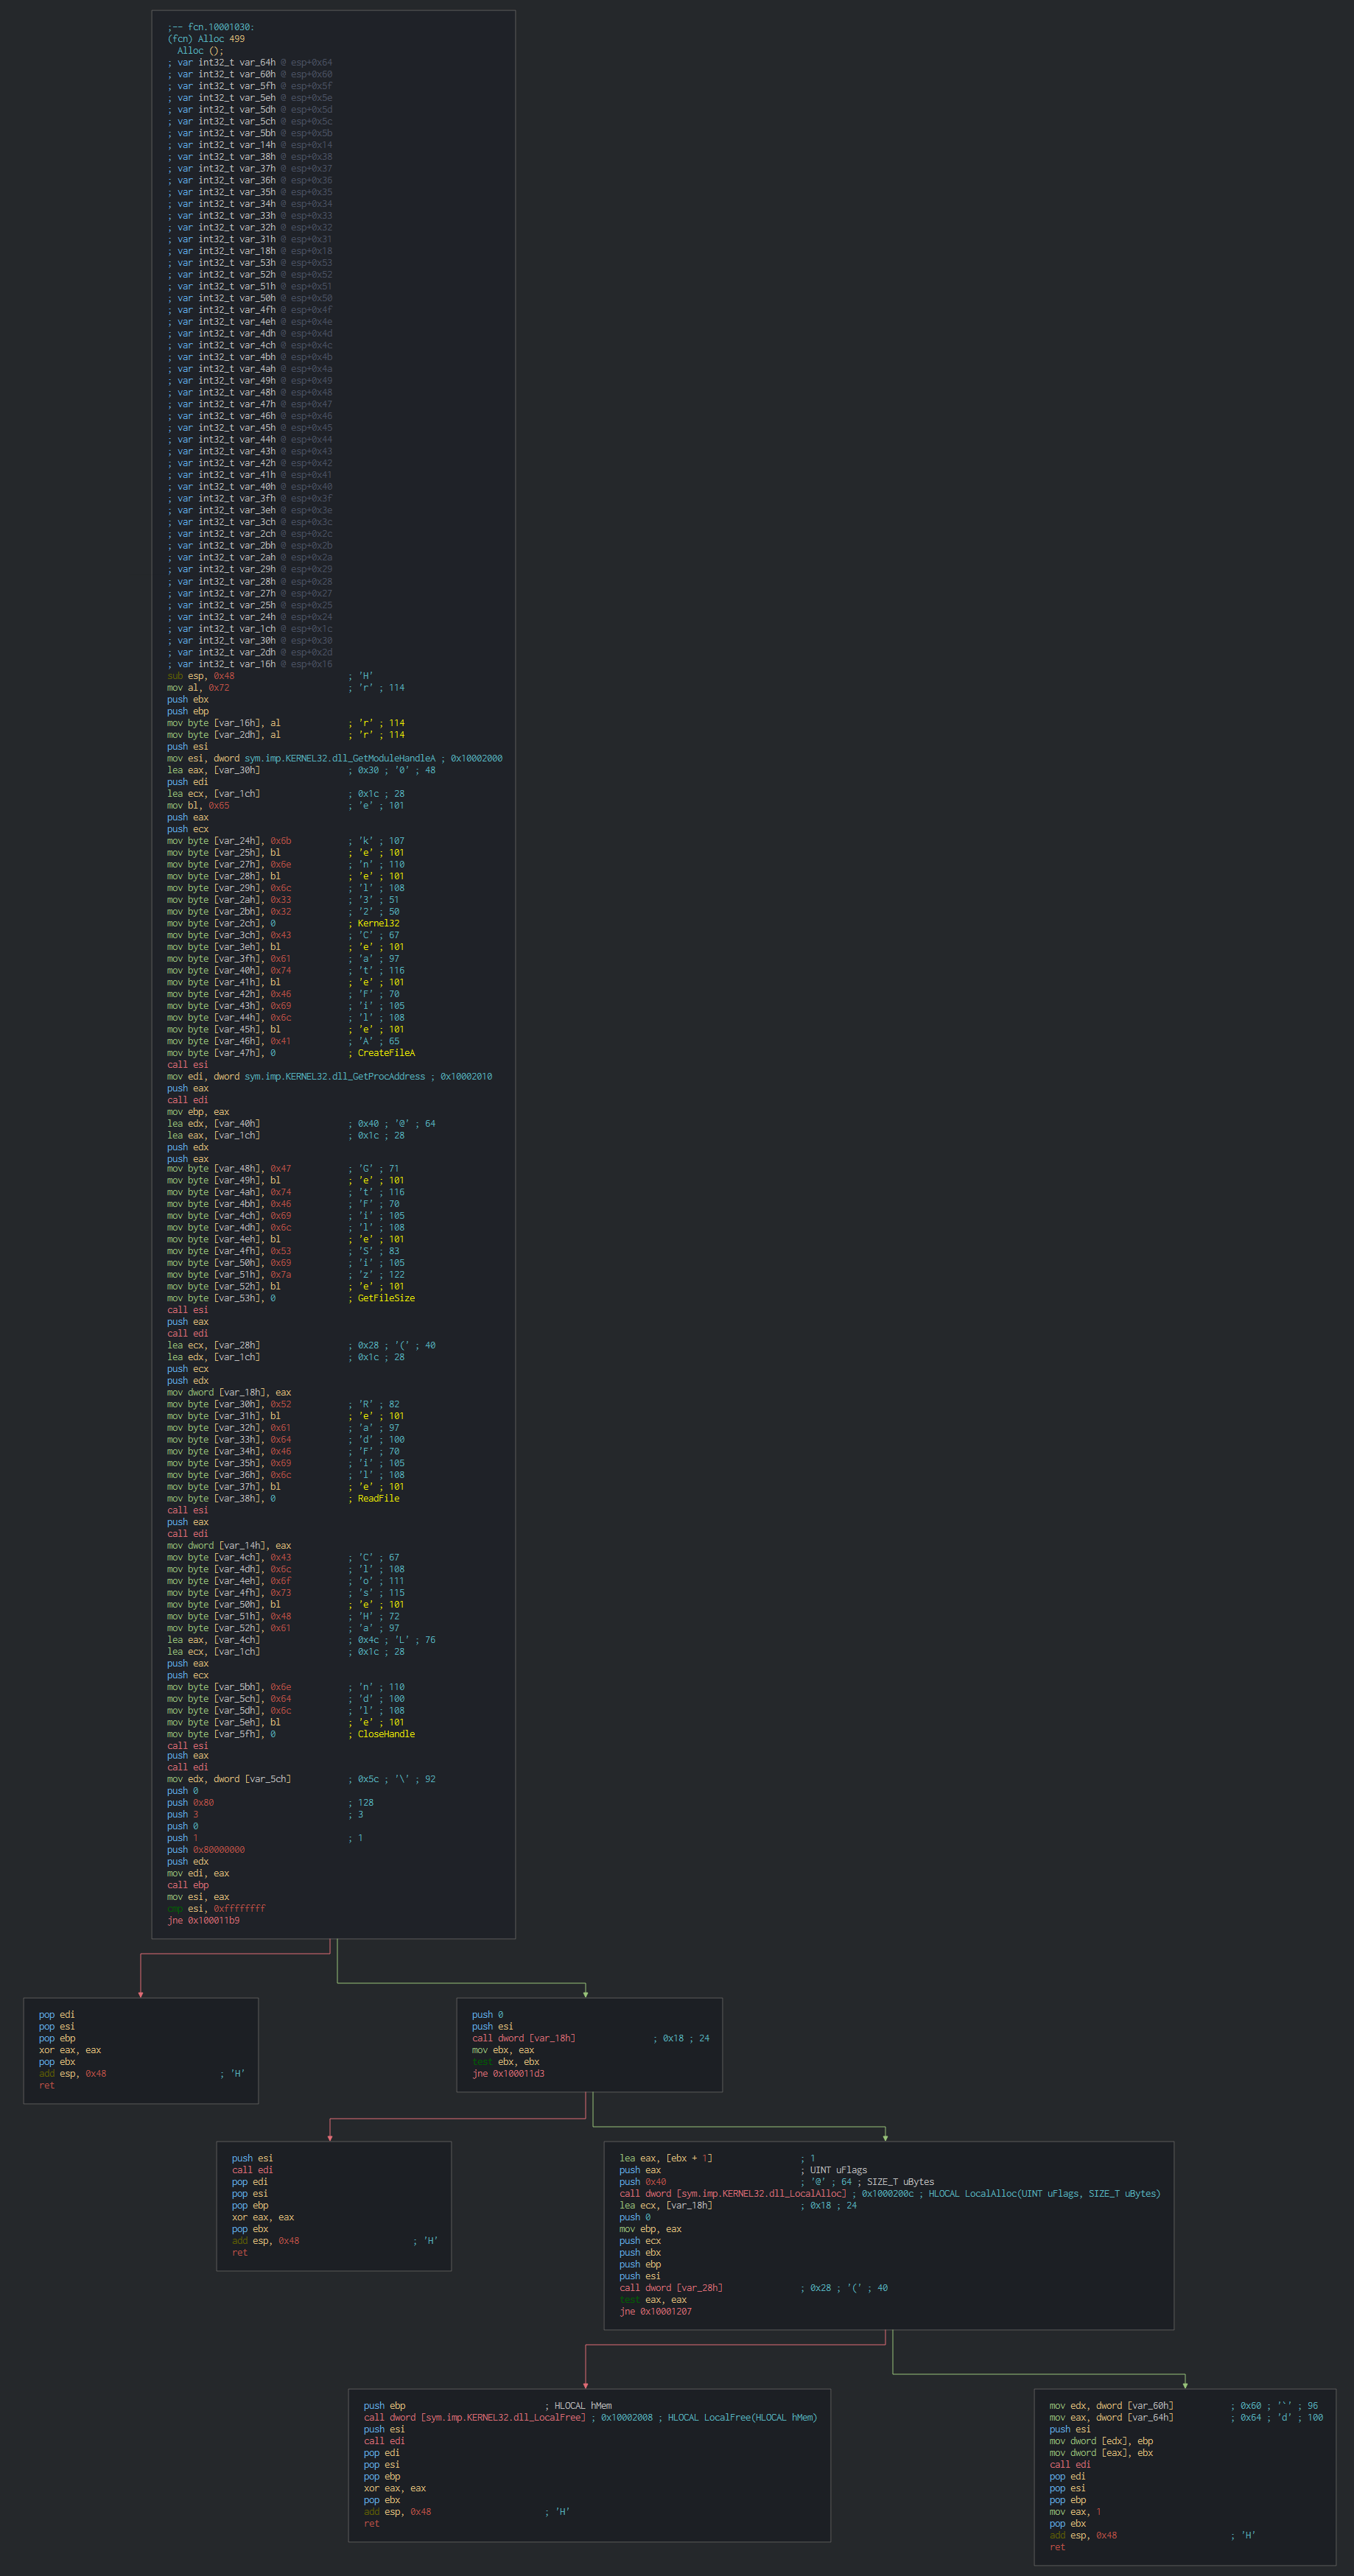 ;-- fcn.10001030:
(fcn) Alloc 499
Alloc ();
; var int32_t var_64h @ esp+0x64
; var int32_t var_60h @ esp+0x60
; var int32_t var_5fh @ esp+0x5f
; var int32_t var_5eh @ esp+0x5e
; var int32_t var_5dh @ esp+0x5d
; var int32_t var_5ch @ esp+0x5c
; var int32_t var_5bh @ esp+0x5b
; var int32_t var_14h @ esp+0x14
; var int32_t var_38h @ esp+0x38
; var int32_t var_37h @ esp+0x37
; var int32_t var_36h @ esp+0x36
; var int32_t var_35h @ esp+0x35
; var int32_t var_34h @ esp+0x34
; var int32_t var_33h @ esp+0x33
; var int32_t var_32h @ esp+0x32
; var int32_t var_31h @ esp+0x31
; var int32_t var_18h @ esp+0x18
; var int32_t var_53h @ esp+0x53
; var int32_t var_52h @ esp+0x52
; var int32_t var_51h @ esp+0x51
; var int32_t var_50h @ esp+0x50
; var int32_t var_4fh @ esp+0x4f
; var int32_t var_4eh @ esp+0x4e
; var int32_t var_4dh @ esp+0x4d
; var int32_t var_4ch @ esp+0x4c
; var int32_t var_4bh @ esp+0x4b
; var int32_t var_4ah @ esp+0x4a
; var int32_t var_49h @ esp+0x49
; var int32_t var_48h @ esp+0x48
; var int32_t var_47h @ esp+0x47
; var int32_t var_46h @ esp+0x46
; var int32_t var_45h @ esp+0x45
; var int32_t var_44h @ esp+0x44
; var int32_t var_43h @ esp+0x43
; var int32_t var_42h @ esp+0x42
; var int32_t var_41h @ esp+0x41
; var int32_t var_40h @ esp+0x40
; var int32_t var_3fh @ esp+0x3f
; var int32_t var_3eh @ esp+0x3e
; var int32_t var_3ch @ esp+0x3c
; var int32_t var_2ch @ esp+0x2c
; var int32_t var_2bh @ esp+0x2b
; var int32_t var_2ah @ esp+0x2a
; var int32_t var_29h @ esp+0x29
; var int32_t var_28h @ esp+0x28
; var int32_t var_27h @ esp+0x27
; var int32_t var_25h @ esp+0x25
; var int32_t var_24h @ esp+0x24
; var int32_t var_1ch @ esp+0x1c
; var int32_t var_30h @ esp+0x30
; var int32_t var_2dh @ esp+0x2d
; var int32_t var_16h @ esp+0x16
sub esp, 0x48 ; 'H'
mov al, 0x72 ; 'r' ; 114
push ebx
push ebp
mov byte [var_16h], al ; 'r' ; 114
mov byte [var_2dh], al ; 'r' ; 114
push esi
mov esi, dword sym.imp.KERNEL32.dll_GetModuleHandleA ; 0x10002000
lea eax, [var_30h] ; 0x30 ; '0' ; 48
push edi
lea ecx, [var_1ch] ; 0x1c ; 28
mov bl, 0x65 ; 'e' ; 101
push eax
push ecx
mov byte [var_24h], 0x6b ; 'k' ; 107
mov byte [var_25h], bl ; 'e' ; 101
mov byte [var_27h], 0x6e ; 'n' ; 110
mov byte [var_28h], bl ; 'e' ; 101
mov byte [var_29h], 0x6c ; 'l' ; 108
mov byte [var_2ah], 0x33 ; '3' ; 51
mov byte [var_2bh], 0x32 ; '2' ; 50
mov byte [var_2ch], 0 ; Kernel32
mov byte [var_3ch], 0x43 ; 'C' ; 67
mov byte [var_3eh], bl ; 'e' ; 101
mov byte [var_3fh], 0x61 ; 'a' ; 97
mov byte [var_40h], 0x74 ; 't' ; 116
mov byte [var_41h], bl ; 'e' ; 101
mov byte [var_42h], 0x46 ; 'F' ; 70
mov byte [var_43h], 0x69 ; 'i' ; 105
mov byte [var_44h], 0x6c ; 'l' ; 108
mov byte [var_45h], bl ; 'e' ; 101
mov byte [var_46h], 0x41 ; 'A' ; 65
mov byte [var_47h], 0 ; CreateFileA
call esi
mov edi, dword sym.imp.KERNEL32.dll_GetProcAddress ; 0x10002010
push eax
call edi
mov ebp, eax
lea edx, [var_40h] ; 0x40 ; '@' ; 64
lea eax, [var_1ch] ; 0x1c ; 28
push edx
push eax
mov byte [var_48h], 0x47 ; 'G' ; 71
mov byte [var_49h], bl ; 'e' ; 101
mov byte [var_4ah], 0x74 ; 't' ; 116
mov byte [var_4bh], 0x46 ; 'F' ; 70
mov byte [var_4ch], 0x69 ; 'i' ; 105
mov byte [var_4dh], 0x6c ; 'l' ; 108
mov byte [var_4eh], bl ; 'e' ; 101
mov byte [var_4fh], 0x53 ; 'S' ; 83
mov byte [var_50h], 0x69 ; 'i' ; 105
mov byte [var_51h], 0x7a ; 'z' ; 122
mov byte [var_52h], bl ; 'e' ; 101
mov byte [var_53h], 0 ; GetFileSize
call esi
push eax
call edi
lea ecx, [var_28h] ; 0x28 ; '(' ; 40
lea edx, [var_1ch] ; 0x1c ; 28
push ecx
push edx
mov dword [var_18h], eax
mov byte [var_30h], 0x52 ; 'R' ; 82
mov byte [var_31h], bl ; 'e' ; 101
mov byte [var_32h], 0x61 ; 'a' ; 97
mov byte [var_33h], 0x64 ; 'd' ; 100
mov byte [var_34h], 0x46 ; 'F' ; 70
mov byte [var_35h], 0x69 ; 'i' ; 105
mov byte [var_36h], 0x6c ; 'l' ; 108
mov byte [var_37h], bl ; 'e' ; 101
mov byte [var_38h], 0 ; ReadFile
call esi
push eax
call edi
mov dword [var_14h], eax
mov byte [var_4ch], 0x43 ; 'C' ; 67
mov byte [var_4dh], 0x6c ; 'l' ; 108
mov byte [var_4eh], 0x6f ; 'o' ; 111
mov byte [var_4fh], 0x73 ; 's' ; 115
mov byte [var_50h], bl ; 'e' ; 101
mov byte [var_51h], 0x48 ; 'H' ; 72
mov byte [var_52h], 0x61 ; 'a' ; 97
lea eax, [var_4ch] ; 0x4c ; 'L' ; 76
lea ecx, [var_1ch] ; 0x1c ; 28
push eax
push ecx
mov byte [var_5bh], 0x6e ; 'n' ; 110
mov byte [var_5ch], 0x64 ; 'd' ; 100
mov byte [var_5dh], 0x6c ; 'l' ; 108
mov byte [var_5eh], bl ; 'e' ; 101
mov byte [var_5fh], 0 ; CloseHandle
call esi
push eax
call edi
mov edx, dword [var_5ch] ; 0x5c ; '\' ; 92
push 0
push 0x80 ; 128
push 3 ; 3
push 0
push 1 ; 1
push 0x80000000
push edx
mov edi, eax
call ebp
mov esi, eax
cmp esi, 0xffffffff
jne 0x100011b9
pop edi
pop esi
pop ebp
xor eax, eax
pop ebx
add esp, 0x48 ; 'H'
ret
push 0
push esi
call dword [var_18h] ; 0x18 ; 24
mov ebx, eax
test ebx, ebx
jne 0x100011d3
push esi
call edi
pop edi
pop esi
pop ebp
xor eax, eax
pop ebx
add esp, 0x48 ; 'H'
ret
lea eax, [ebx + 1] ; 1
push eax ; UINT uFlags
push 0x40 ; '@' ; 64 ; SIZE_T uBytes
call dword [sym.imp.KERNEL32.dll_LocalAlloc] ; 0x1000200c ; HLOCAL LocalAlloc(UINT uFlags, SIZE_T uBytes)
lea ecx, [var_18h] ; 0x18 ; 24
push 0
mov ebp, eax
push ecx
push ebx
push ebp
push esi
call dword [var_28h] ; 0x28 ; '(' ; 40
test eax, eax
jne 0x10001207
push ebp ; HLOCAL hMem
call dword [sym.imp.KERNEL32.dll_LocalFree] ; 0x10002008 ; HLOCAL LocalFree(HLOCAL hMem)
push esi
call edi
pop edi
pop esi
pop ebp
xor eax, eax
pop ebx
add esp, 0x48 ; 'H'
ret
mov edx, dword [var_60h] ; 0x60 ; '`' ; 96
mov eax, dword [var_64h] ; 0x64 ; 'd' ; 100
push esi
mov dword [edx], ebp
mov dword [eax], ebx
call edi
pop edi
pop esi
pop ebp
mov eax, 1
pop ebx
add esp, 0x48 ; 'H'
ret